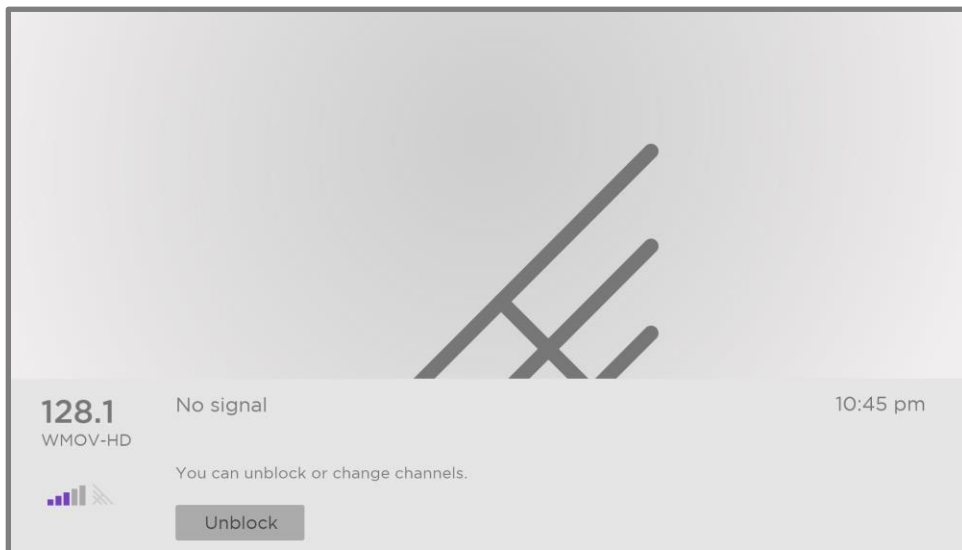 128.1
WMOV-HD
No signal
10:45 pm
You can unblock or change channels.
Unblock